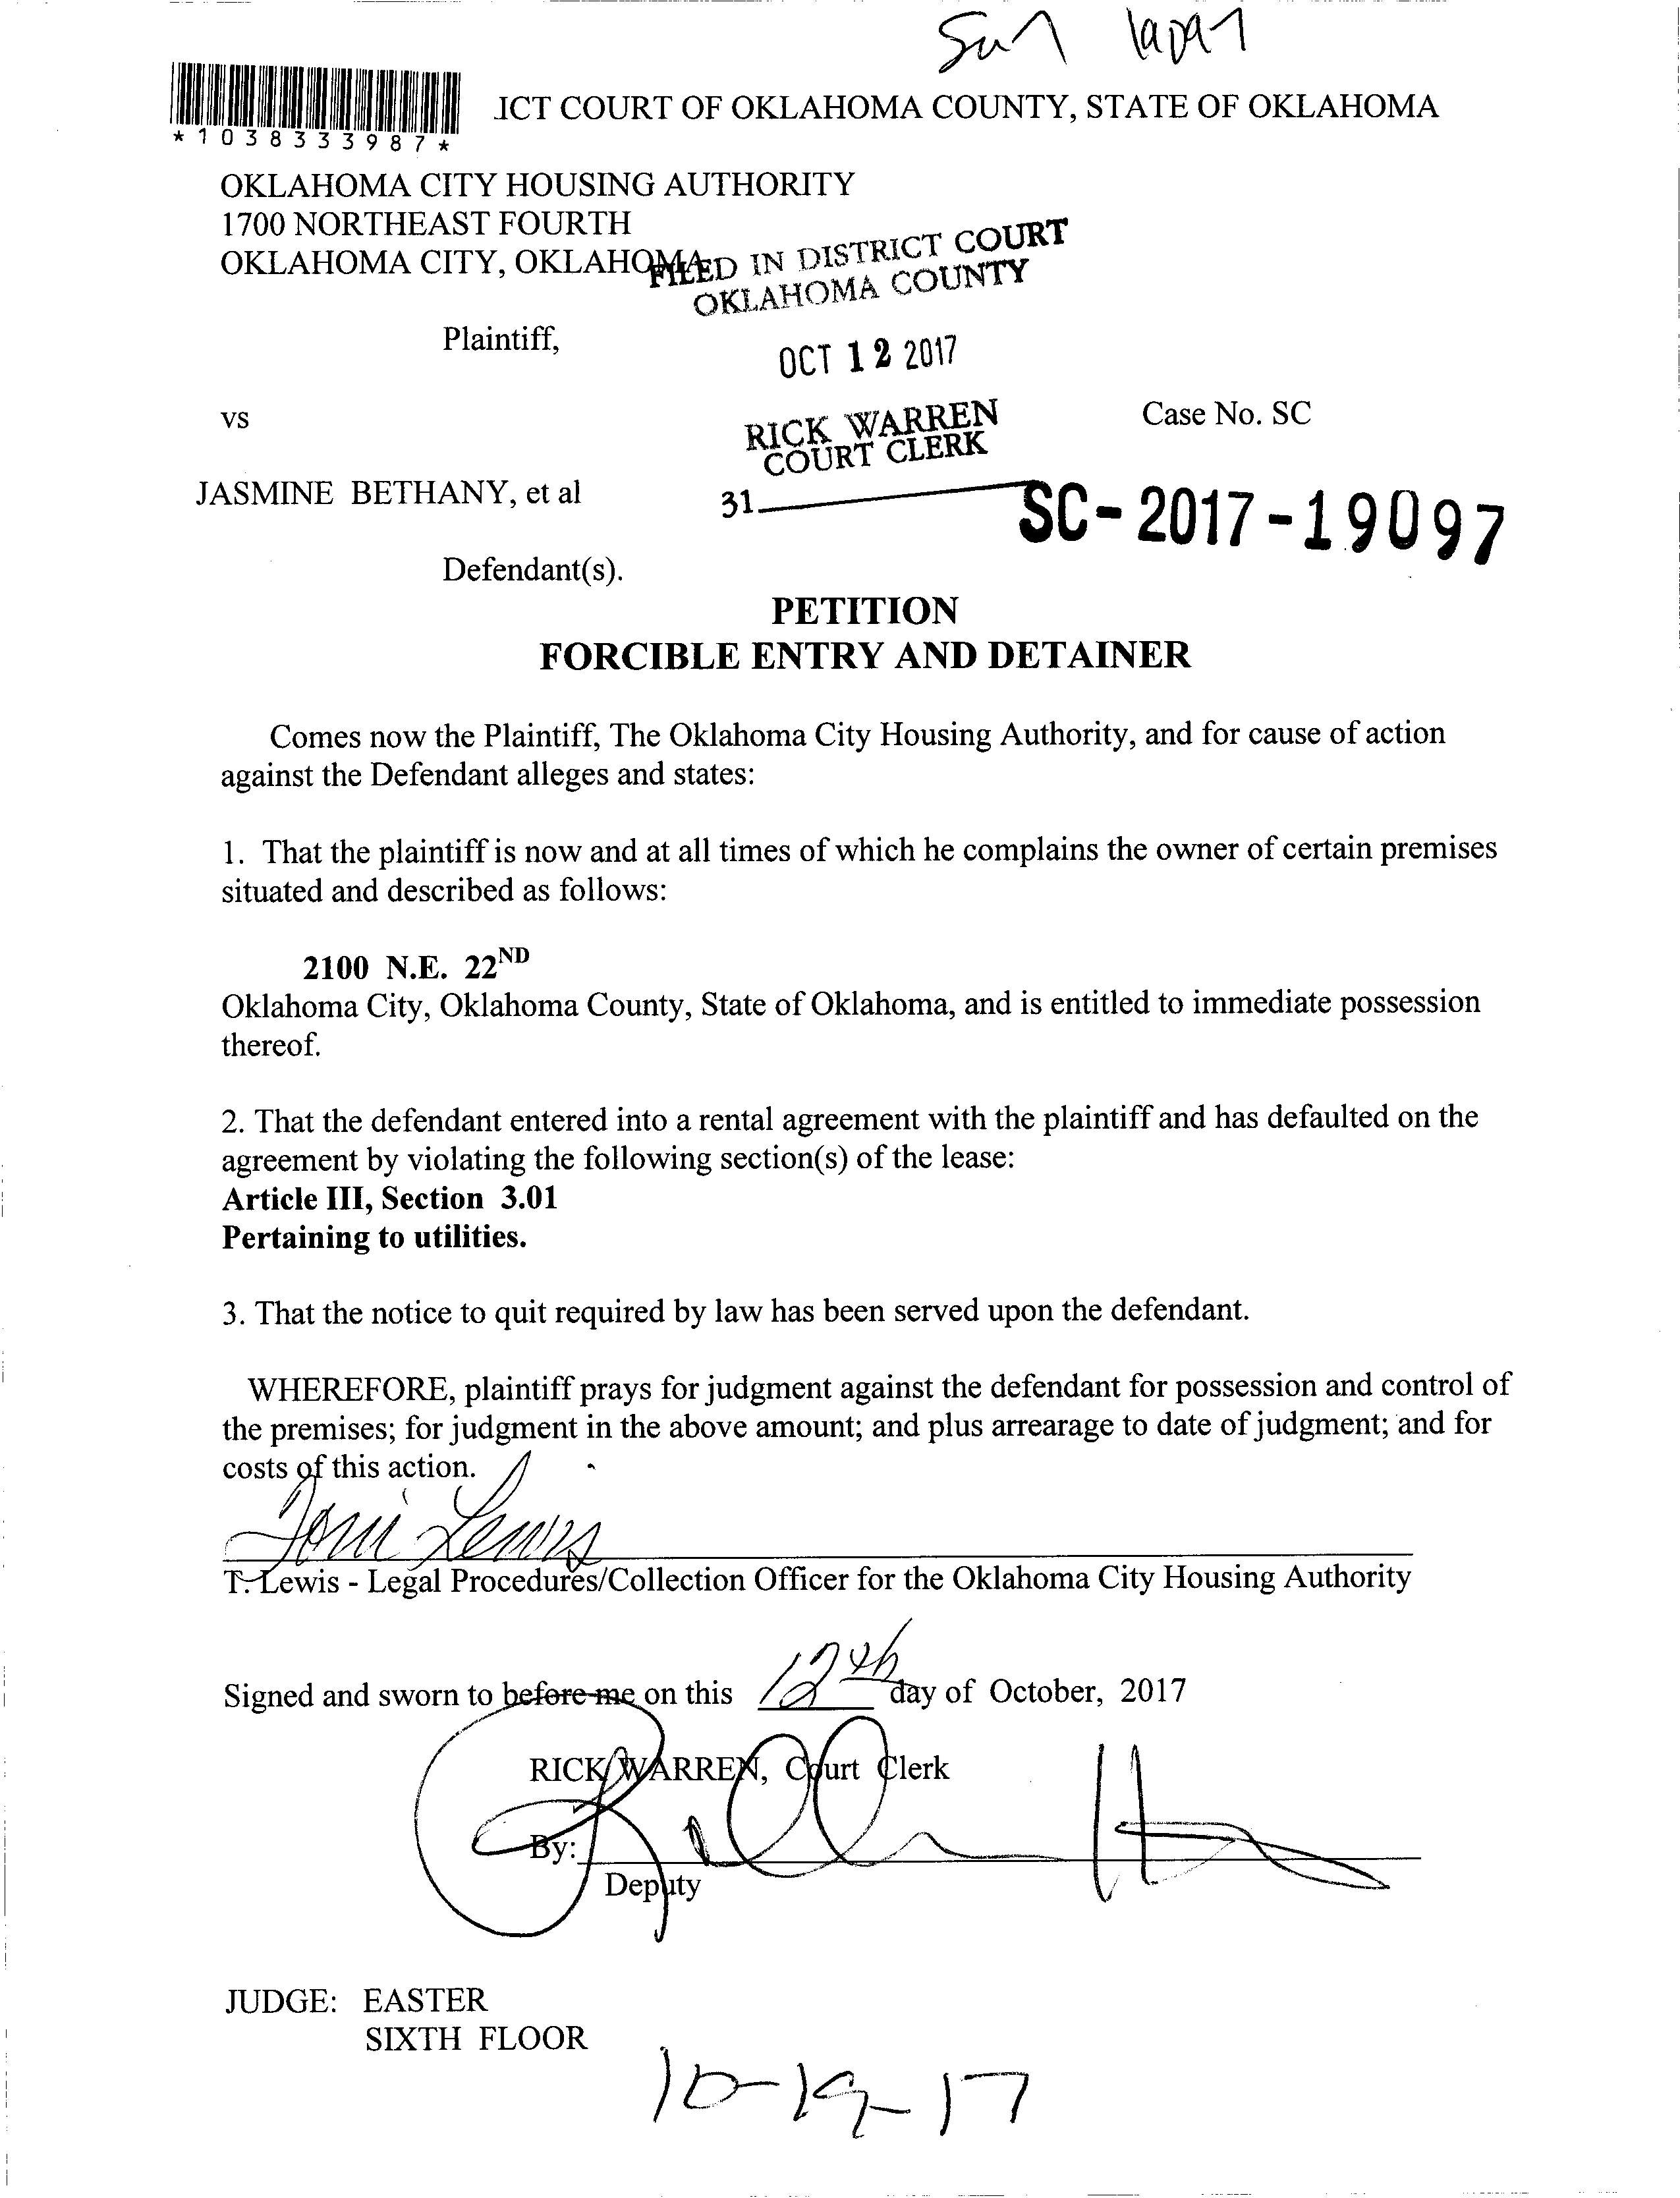 19097
*1038333987*
ICT COURT OF OKLAHOMA COUNTY, STATE OF OKLAHOMA
OKLAHOMA CITY HOUSING AUTHORITY
1700 NORTHEAST FOURTH
OKLAHOMA CITY, OKLAHOMA
FILED IN DISTRICT COURT
OKLAHOMA COUNTY
Plaintiff,
OCT 12 2017
vs
RICK WARREN
COURT CLERK
Case No. SC
JASMINE BETHANY, et al
31
SC-2017-19097
Defendant(s).
PETITION
FORCIBLE ENTRY AND DETAINER
Comes now the Plaintiff, The Oklahoma City Housing Authority, and for cause of action
against the Defendant alleges and states:
1. That the plaintiff is now and at all times of which he complains the owner of certain premises
situated and described as follows:
2100 N.E. 22ND
Oklahoma City, Oklahoma County, State of Oklahoma, and is entitled to immediate possession
thereof.
2. That the defendant entered into a rental agreement with the plaintiff and has defaulted on the
agreement by violating the following section(s) of the lease:
Article III, Section 3.01
Pertaining to utilities.
3. That the notice to quit required by law has been served upon the defendant.
WHEREFORE, plaintiff prays for judgment against the defendant for possession and control of
the premises; for judgment in the above amount; and plus arrearage to date of judgment; and for
costs of this action.
Toni Lewis
T. Lewis - Legal Procedures/Collection Officer for the Oklahoma City Housing Authority
Signed and sworn to before me on this 12th day of October, 2017
RICK WARREN, Court Clerk
By:
Deputy
JUDGE: EASTER
SIXTH FLOOR
10-19-17